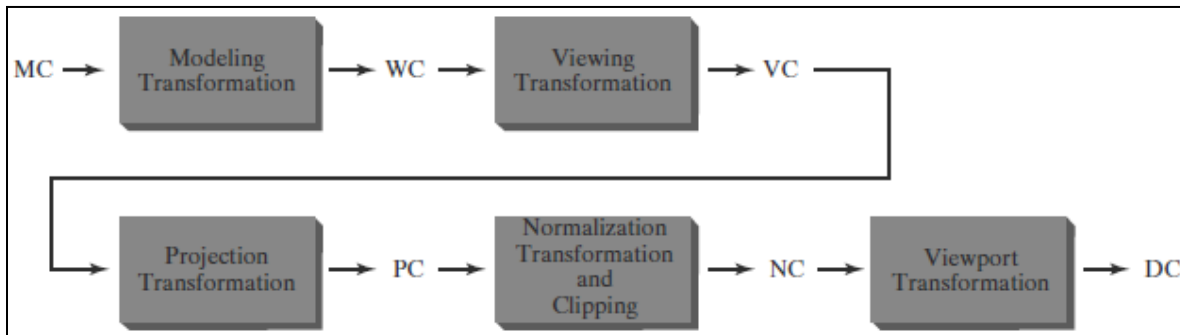 MC
Modeling
Transformation
WC
Viewing
Transformation
VC
Projection
Transformation
PC
Normalization
Transformation
and
Clipping
NC
Viewport
Transformation
DC